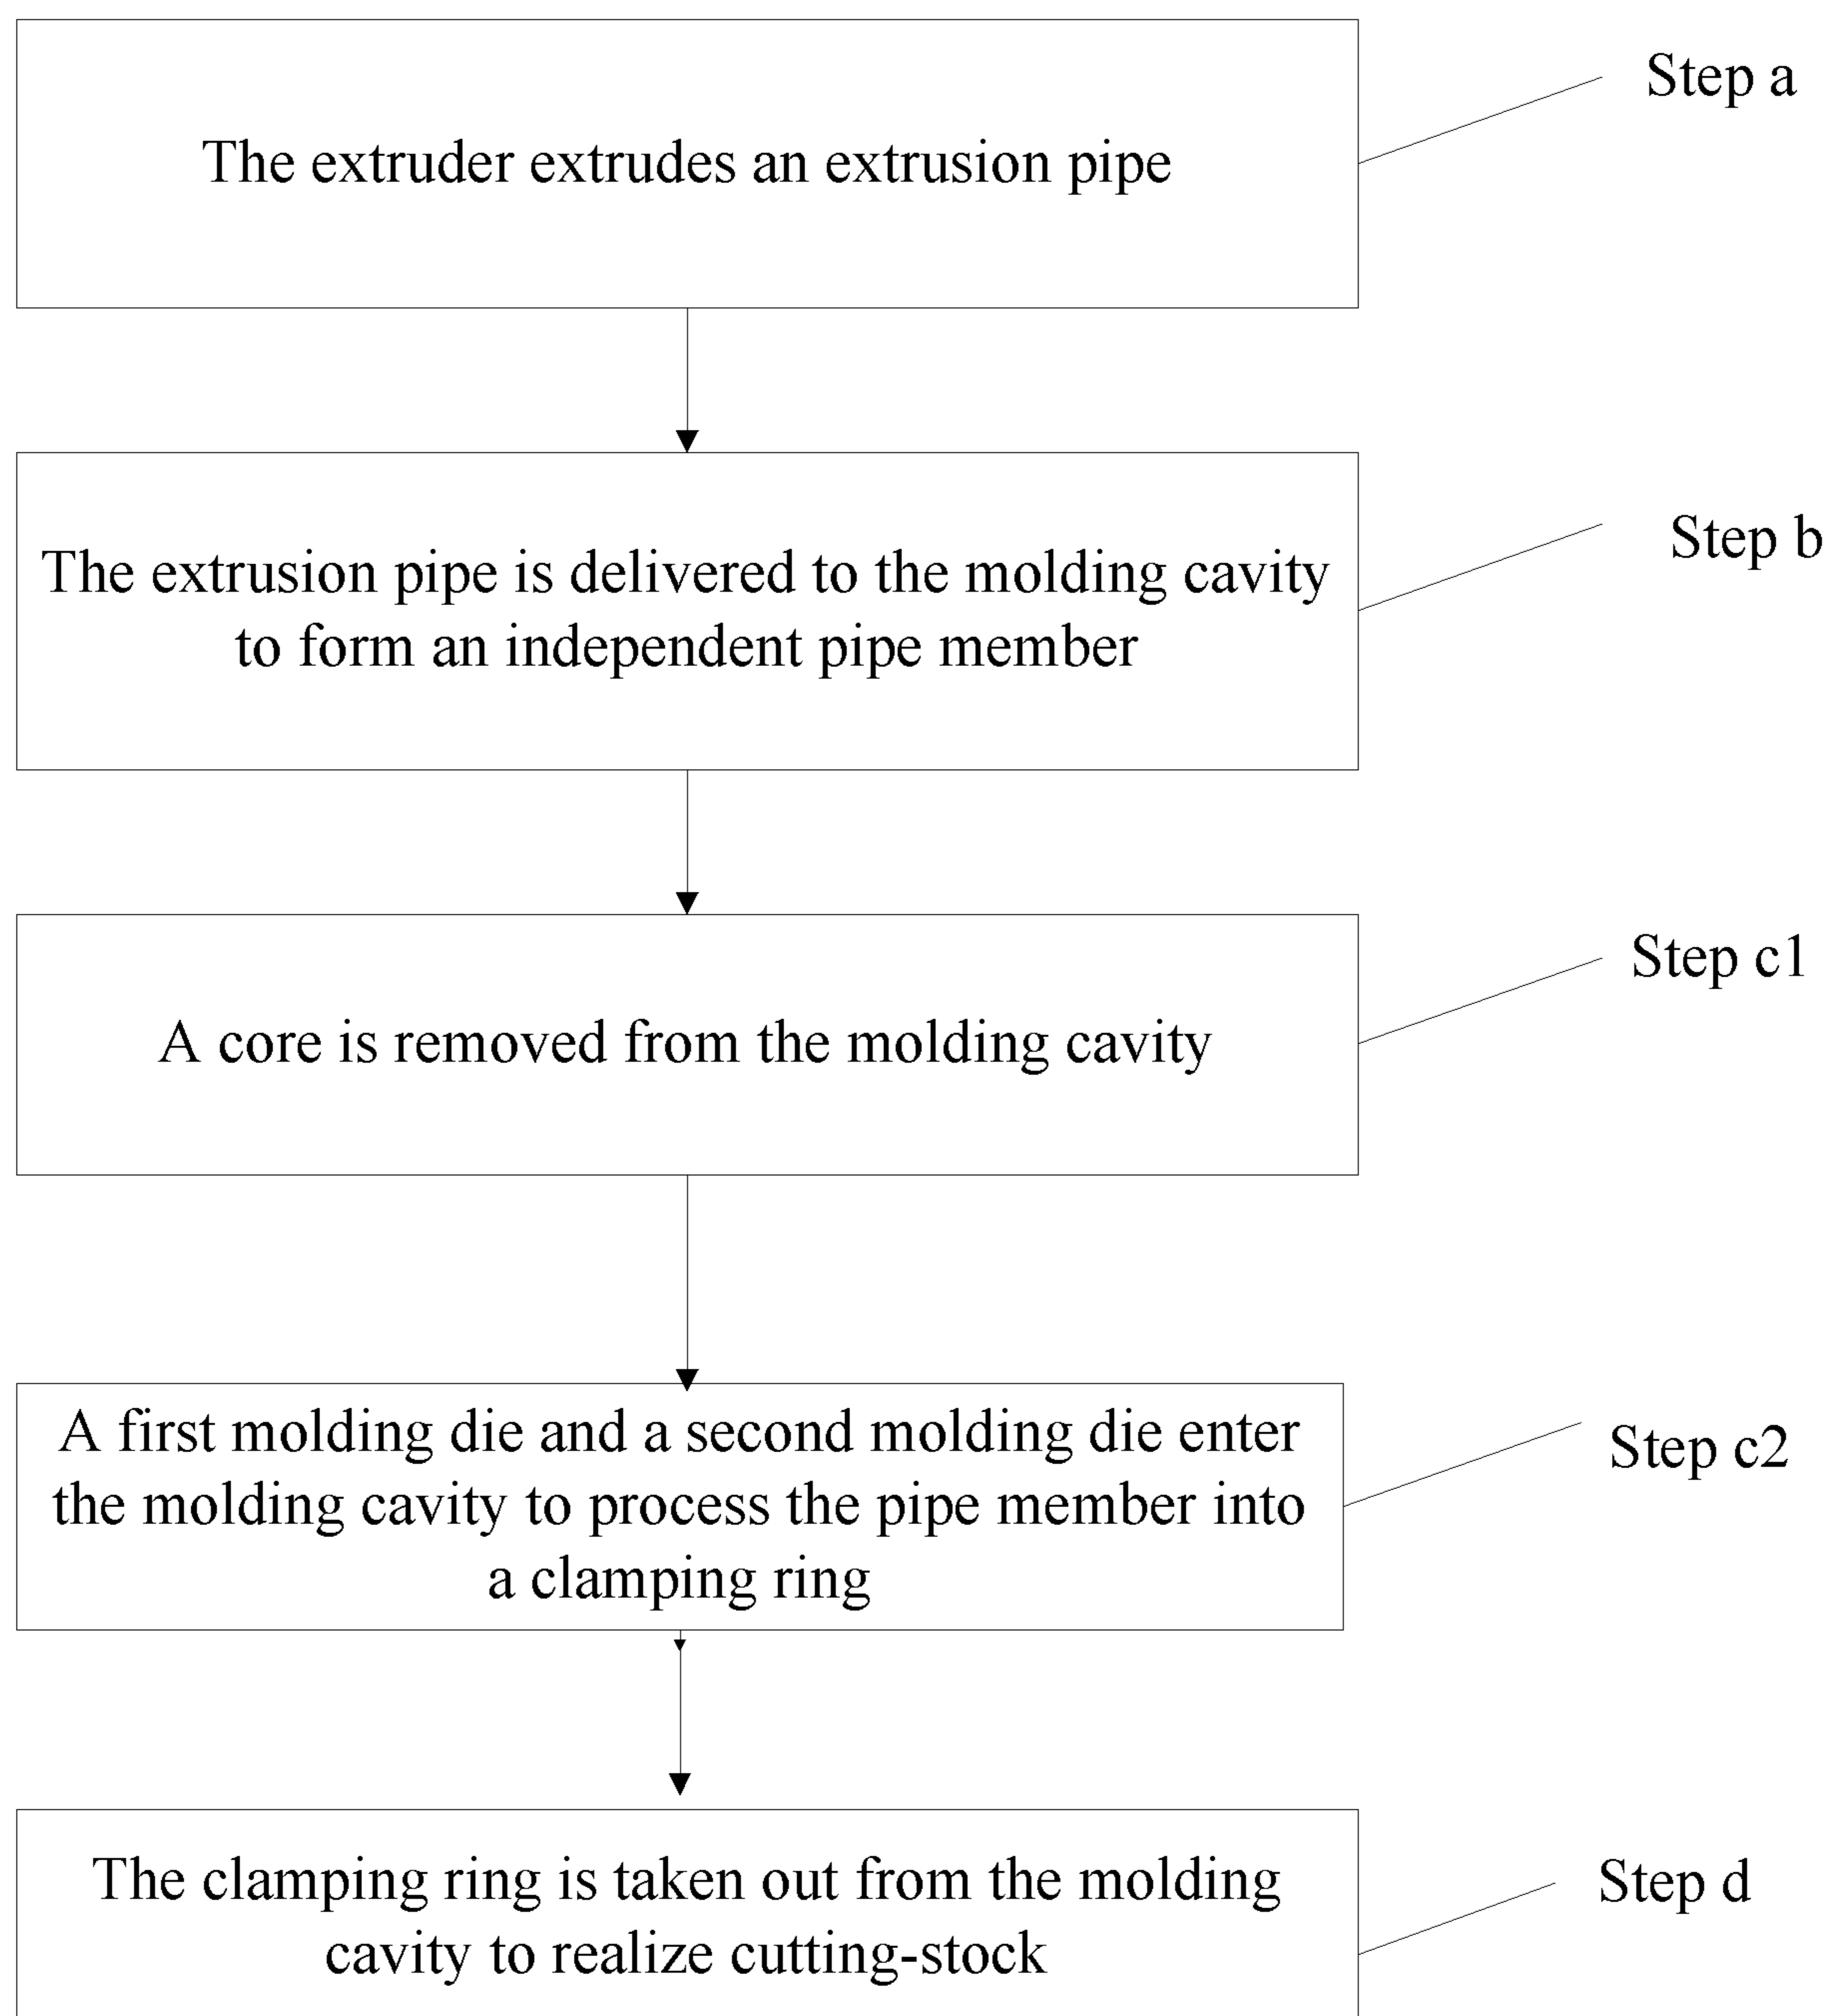 The extruder extrudes an extrusion pipe
Step a
The extrusion pipe is delivered to the molding cavity
to form an independent pipe member
Step b
A core is removed from the molding cavity
Step c1
A first molding die and a second molding die enter
the molding cavity to process the pipe member into
a clamping ring
Step c2
The clamping ring is taken out from the molding
cavity to realize cutting-stock
Step d